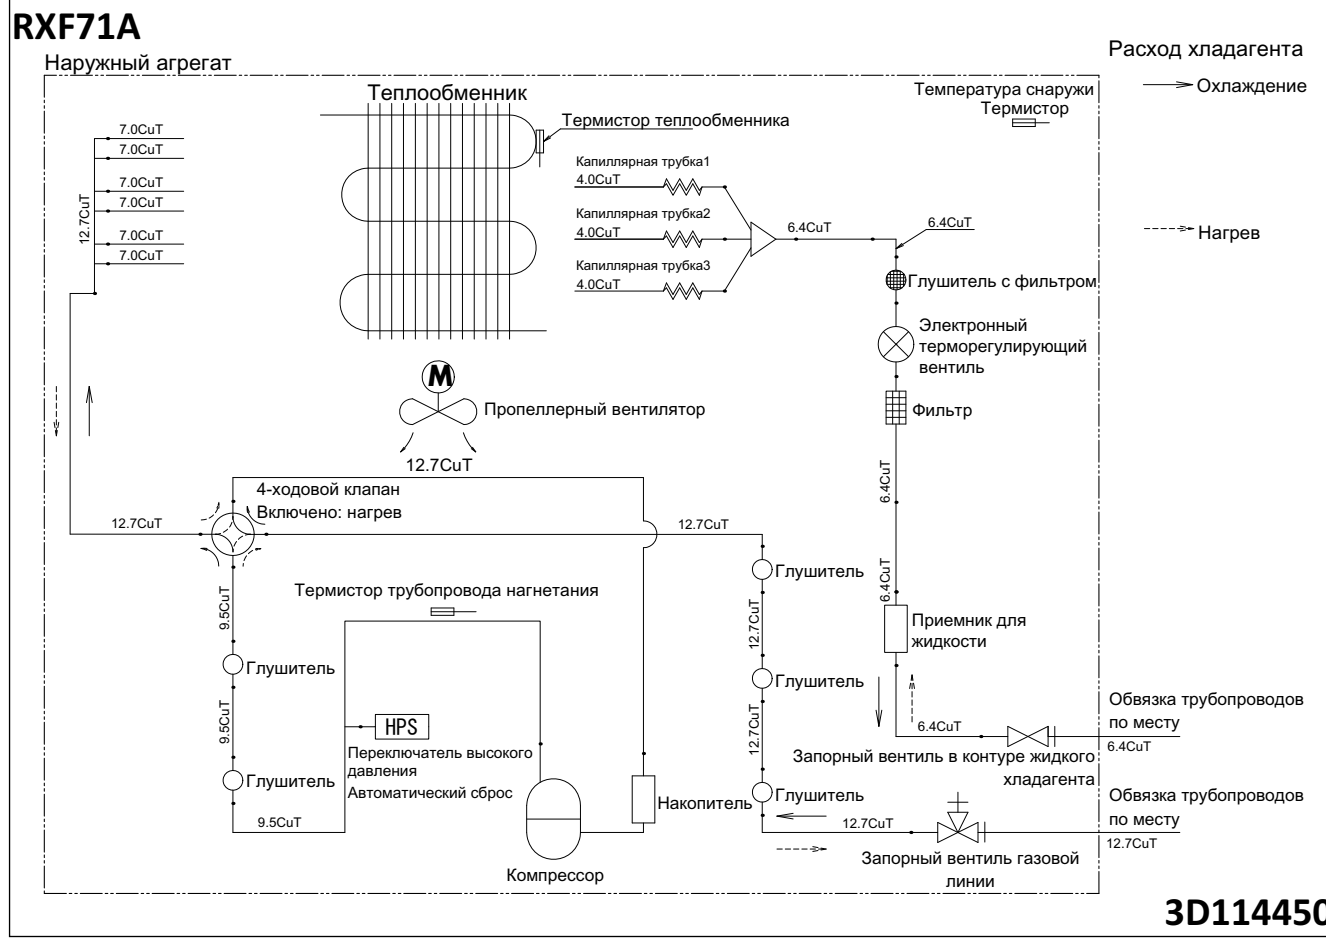 RXF71A
Наружный агрегат
Расход хладагента
Охлаждение
Нагрев
Теплообменник
Термистор теплообменника
Температура снаружи
Термистор
7.0CuT
7.0CuT
7.0CuT
7.0CuT
7.0CuT
7.0CuT
12.7CuT
Капиллярная трубка1
4.0CuT
Капиллярная трубка2
4.0CuT
Капиллярная трубка3
4.0CuT
6.4CuT
6.4CuT
Глушитель с фильтром
Электронный
терморегулирующий
вентиль
Фильтр
M
Пропеллерный вентилятор
12.7CuT
4-ходовой клапан
Включено: нагрев
12.7CuT
12.7CuT
6.4CuT
6.4CuT
Глушитель
Термистор трубопровода нагнетания
9.5CuT
12.7CuT
Приемник для
жидкости
Глушитель
Глушитель
9.5CuT
12.7CuT
HPS
Переключатель высокого
давления
Автоматический сброс
6.4CuT
Обвязка трубопроводов
по месту
6.4CuT
Запорный вентиль в контуре жидкого
хладагента
Глушитель
Накопитель
Глушитель
9.5CuT
12.7CuT
Обвязка трубопроводов
по месту
12.7CuT
Компрессор
Запорный вентиль газовой
линии
3D114450